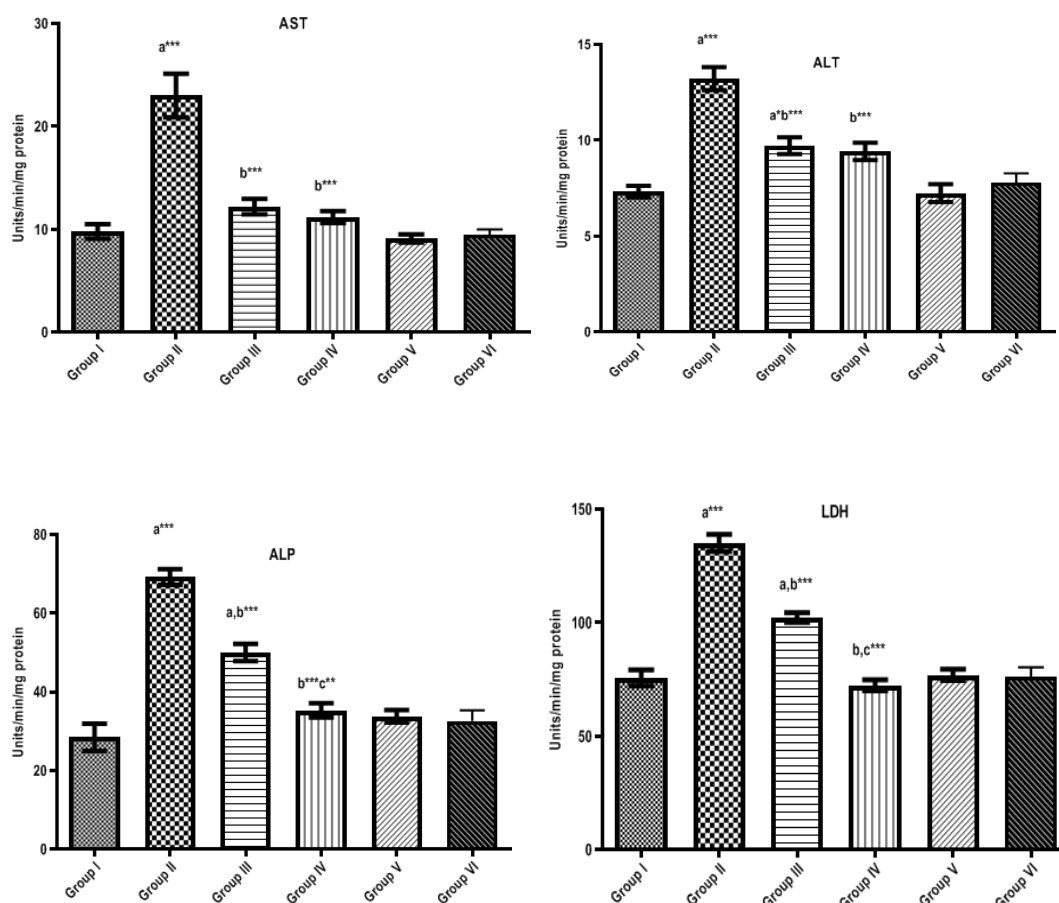 AST
Units/min/mg protein
30
20
10
0
a***
b***
b***
Group I
Group II
Group III
Group IV
Group V
Group VI
ALT
Units/min/mg protein
15
10
5
0
a***
a*b***
b***
Group I
Group II
Group III
Group IV
Group V
Group VI
ALP
Units/min/mg protein
80
60
40
20
0
a***
a,b***
b***c**
Group I
Group II
Group III
Group IV
Group V
Group VI
LDH
Units/min/mg protein
150
100
50
0
a***
a,b***
b,c***
Group I
Group II
Group III
Group IV
Group V
Group VI